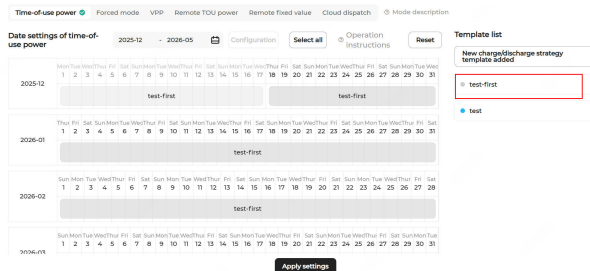 Time-of-use power Forced mode VPP Remote TOU power Remote fixed value Cloud dispatch Mode description
Date settings of time-of-use power 2025-12 - 2026-05 Configuration Select all Operation instructions Reset
Template list
New charge/discharge strategy template added
test-first
test
Mon Tue Wed Thur Fri Sat Sun Mon Tue Wed Thur Fri Sat Sun Mon Tue Wed Thur Fri Sat Sun Mon Tue Wed Thur Fri Sat Sun Mon Tue Wed
2025-12 1 2 3 4 5 6 7 8 9 10 11 12 13 14 15 16 17 18 19 20 21 22 23 24 25 26 27 28 29 30 31
test-first test-first
Thur Fri Sat Sun Mon Tue Wed Thur Fri Sat Sun Mon Tue Wed Thur Fri Sat Sun Mon Tue Wed Thur Fri Sat Sun Mon Tue Wed Thur Fri Sat
2026-01 1 2 3 4 5 6 7 8 9 10 11 12 13 14 15 16 17 18 19 20 21 22 23 24 25 26 27 28 29 30 31
test-first
Sun Mon Tue Wed Thur Fri Sat Sun Mon Tue Wed Thur Fri Sat Sun Mon Tue Wed Thur Fri Sat Sun Mon Tue Wed Thur Fri Sat
2026-02 1 2 3 4 5 6 7 8 9 10 11 12 13 14 15 16 17 18 19 20 21 22 23 24 25 26 27 28
test-first
Sun Mon Tue Wed Thur Fri Sat Sun Mon Tue Wed Thur Fri Sat Sun Mon Tue Wed Thur Fri Sat Sun Mon Tue Wed Thur Fri Sat Sun Mon Tue
2026-03 1 2 3 4 5 6 7 8 9 10 11 12 13 14 15 16 17 18 19 20 21 22 23 24 25 26 27 28 29 30 31
Apply settings